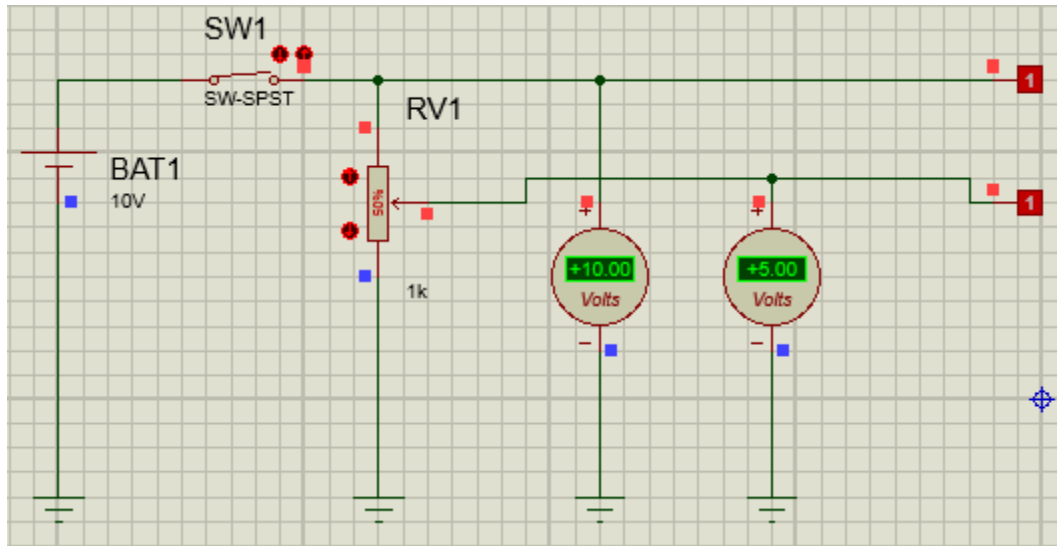 SW1
SW-SPST
1
RV1
BAT1
10V
50%
1
+
+
+10.00
+5.00
Volts
Volts
1k
−
−